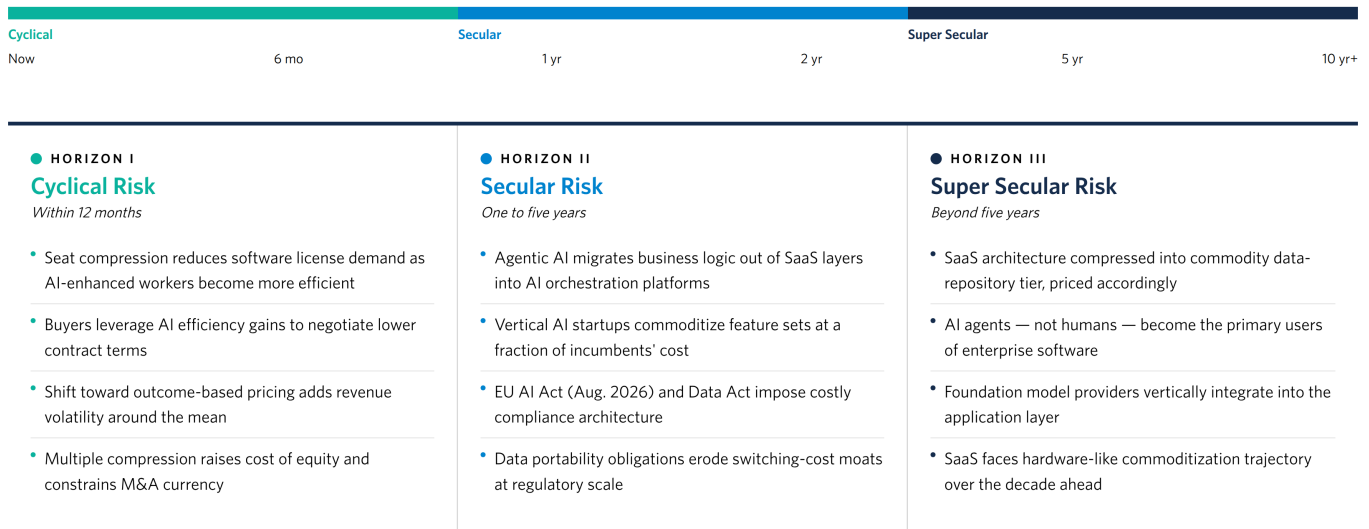 Cyclical
Secular
Super Secular
Now
6 mo
1 yr
2 yr
5 yr
10 yr+
HORIZON I
Cyclical Risk
Within 12 months
Seat compression reduces software license demand as
AI-enhanced workers become more efficient
Buyers leverage AI efficiency gains to negotiate lower
contract terms
Shift toward outcome-based pricing adds revenue
volatility around the mean
Multiple compression raises cost of equity and
constrains M&A currency
HORIZON II
Secular Risk
One to five years
Agentic AI migrates business logic out of SaaS layers
into AI orchestration platforms
Vertical AI startups commoditize feature sets at a
fraction of incumbents' cost
EU AI Act (Aug. 2026) and Data Act impose costly
compliance architecture
Data portability obligations erode switching-cost moats
at regulatory scale
HORIZON III
Super Secular Risk
Beyond five years
SaaS architecture compressed into commodity data-
repository tier, priced accordingly
AI agents — not humans — become the primary users
of enterprise software
Foundation model providers vertically integrate into the
application layer
SaaS faces hardware-like commoditization trajectory
over the decade ahead